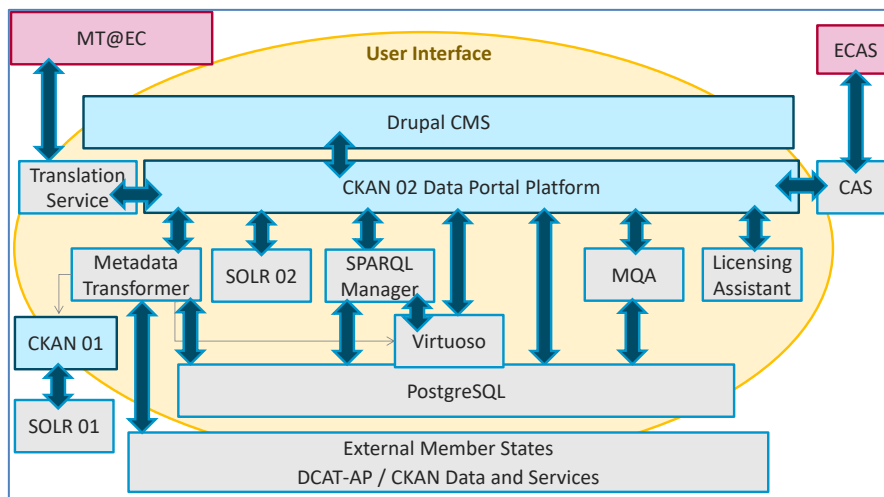 MT@EC
User Interface
ECAS
Drupal CMS
Translation
Service
CKAN 02 Data Portal Platform
CAS
Metadada
Transformer
SOLR 02
SPARQL
Manager
MQA
Licensing
Assistant
CKAN 01
Virtuoso
PostgreSQL
SOLR 01
External Member States
DCAT-AP / CKAN Data and Services